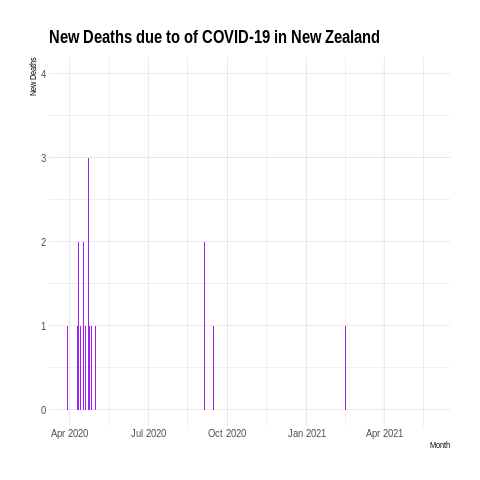 New Deaths due to of COVID-19 in New Zealand
New Deaths
4
3
2
1
0
Apr 2020 Jul 2020 Oct 2020 Jan 2021 Apr 2021
Month